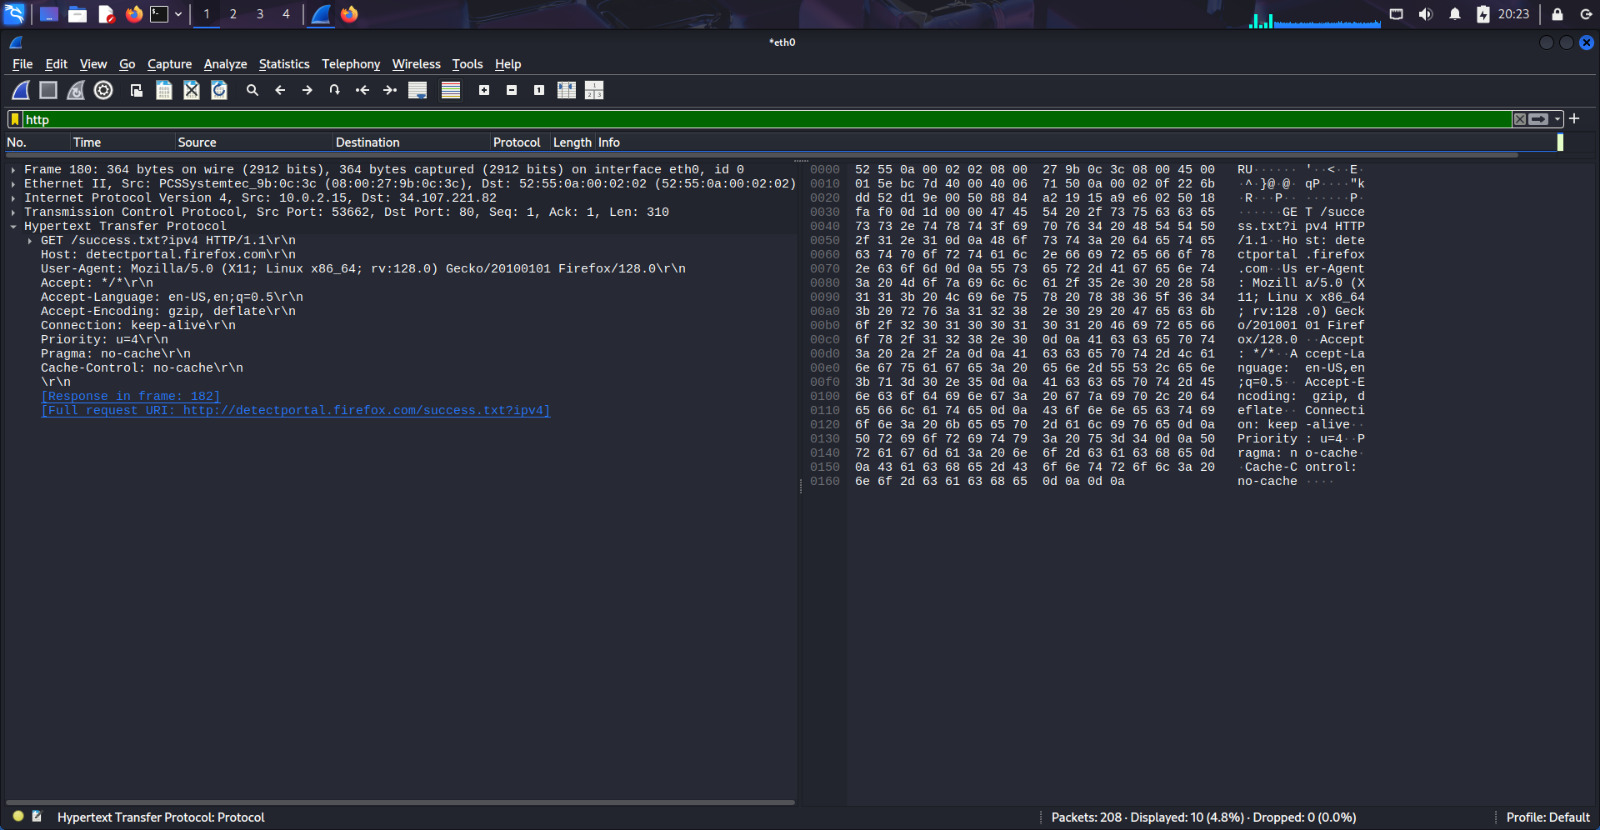 1 2 3 4 20:23
*eth0
File Edit View Go Capture Analyze Statistics Telephony Wireless Tools Help
http
No. Time Source Destination Protocol Length Info
Frame 180: 364 bytes on wire (2912 bits), 364 bytes captured (2912 bits) on interface eth0, id 0
Ethernet II, Src: PCSSystemtec_9b:0c:3c (08:00:27:9b:0c:3c), Dst: 52:55:0a:00:02:02 (52:55:0a:00:02:02)
Internet Protocol Version 4, Src: 10.0.2.15, Dst: 34.107.221.82
Transmission Control Protocol, Src Port: 53662, Dst Port: 80, Seq: 1, Ack: 1, Len: 310
Hypertext Transfer Protocol
GET /success.txt?ipv4 HTTP/1.1\r\n
Host: detectportal.firefox.com\r\n
User-Agent: Mozilla/5.0 (X11; Linux x86_64; rv:128.0) Gecko/20100101 Firefox/128.0\r\n
Accept: */*\r\n
Accept-Language: en-US,en;q=0.5\r\n
Accept-Encoding: gzip, deflate\r\n
Connection: keep-alive\r\n
Priority: u=4\r\n
Pragma: no-cache\r\n
Cache-Control: no-cache\r\n
\r\n
[Response in frame: 182]
[Full request URI: http://detectportal.firefox.com/success.txt?ipv4]
0000 52 55 0a 00 02 02 08 00 27 9b 0c 3c 08 00 45 00 RU······ '··<··E·
0010 01 5e bc 7d 40 00 40 06 71 50 0a 00 02 0f 22 6b ·^·}@·@· qP····"k
0020 dd 52 d1 9e 00 50 88 84 a2 19 15 a9 e6 02 50 18 ·R···P·· ······P·
0030 fa f0 0d 1d 00 00 47 45 54 20 2f 73 75 63 63 65 ······GE T /succe
0040 73 73 2e 74 78 74 3f 69 70 76 34 20 48 54 54 50 ss.txt?i pv4 HTTP
0050 2f 31 2e 31 0d 0a 48 6f 73 74 3a 20 64 65 74 65 /1.1··Ho st: dete
0060 63 74 70 6f 72 74 61 6c 2e 66 69 72 65 66 6f 78 ctportal .firefox
0070 2e 63 6f 6d 0d 0a 55 73 65 72 2d 41 67 65 6e 74 .com··Us er-Agent
0080 3a 20 4d 6f 7a 69 6c 6c 61 2f 35 2e 30 20 28 58 : Mozill a/5.0 (X
0090 31 31 3b 20 4c 69 6e 75 78 20 78 38 36 5f 36 34 11; Linu x x86_64
00a0 3b 20 72 76 3a 31 32 38 2e 30 29 20 47 65 63 6b ; rv:128 .0) Geck
00b0 6f 2f 32 30 31 30 30 31 30 31 20 46 69 72 65 66 o/201001 01 Firef
00c0 6f 78 2f 31 32 38 2e 30 0d 0a 41 63 63 65 70 74 ox/128.0 ··Accept
00d0 3a 20 2a 2f 2a 0d 0a 41 63 63 65 70 74 2d 4c 61 : */*··A ccept-La
00e0 6e 67 75 61 67 65 3a 20 65 6e 2d 55 53 2c 65 6e nguage: en-US,en
00f0 3b 71 3d 30 2e 35 0d 0a 41 63 63 65 70 74 2d 45 ;q=0.5·· Accept-E
0100 6e 63 6f 64 69 6e 67 3a 20 67 7a 69 70 2c 20 64 ncoding: gzip, d
0110 65 66 6c 61 74 65 0d 0a 43 6f 6e 6e 65 63 74 69 eflate·· Connecti
0120 6f 6e 3a 20 6b 65 65 70 2d 61 6c 69 76 65 0d 0a on: keep -alive··
0130 50 72 69 6f 72 69 74 79 3a 20 75 3d 34 0d 0a 50 Priority : u=4··P
0140 72 61 67 6d 61 3a 20 6e 6f 2d 63 61 63 68 65 0d ragma: n o-cache·
0150 0a 43 61 63 68 65 2d 43 6f 6e 74 72 6f 6c 3a 20 ·Cache-C ontrol: 
0160 6e 6f 2d 63 61 63 68 65 0d 0a 0d 0a no-cache ····
Hypertext Transfer Protocol: Protocol Packets: 208 · Displayed: 10 (4.8%) · Dropped: 0 (0.0%) Profile: Default